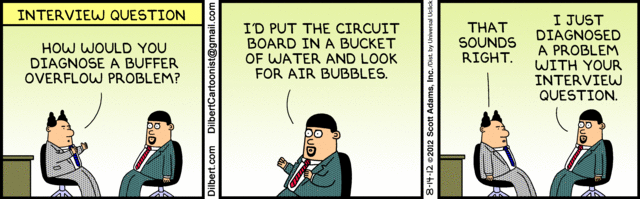 INTERVIEW QUESTION
HOW WOULD YOU
DIAGNOSE A BUFFER
OVERFLOW PROBLEM?
Dilbert.com DilbertCartoonist@gmail.com
I'D PUT THE CIRCUIT
BOARD IN A BUCKET
OF WATER AND LOOK
FOR AIR BUBBLES.
8-14-12 ©2012 Scott Adams, Inc. /Dist. by Universal Uclick
THAT
SOUNDS
RIGHT.
I JUST
DIAGNOSED
A PROBLEM
WITH YOUR
INTERVIEW
QUESTION.